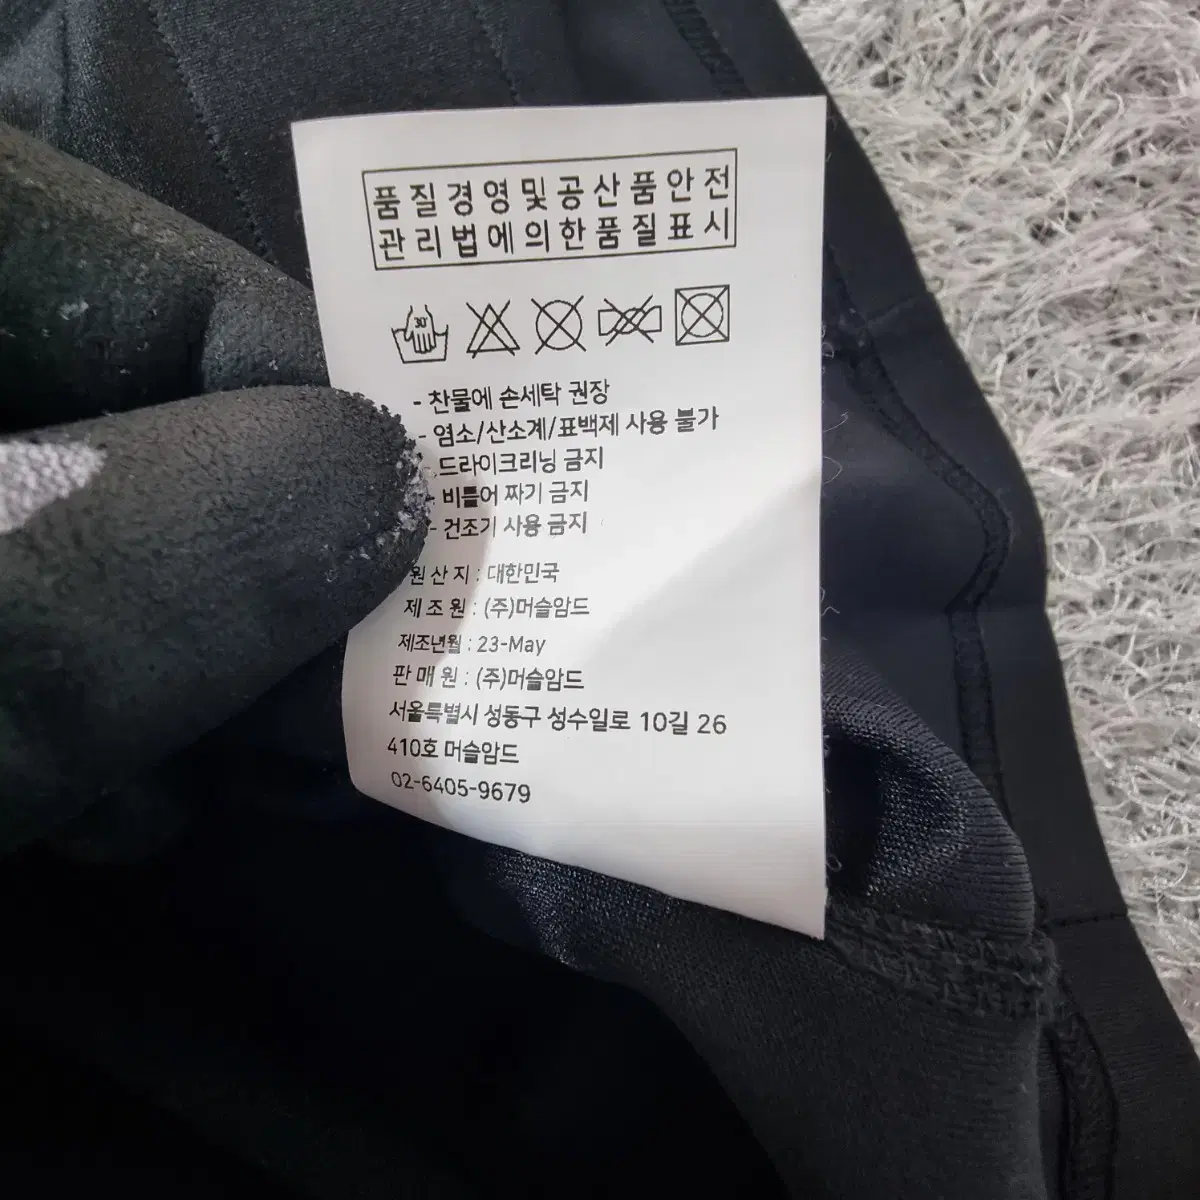 품질경영및공산품안전
관리법에의한품질표시
30°
- 찬물에 손세탁 권장
- 염소/산소계/표백제 사용 불가
- 드라이크리닝 금지
- 비틀어 짜기 금지
- 건조기 사용 금지
원 산 지 : 대한민국
제 조 원 : (주)머슬암드
제조년월 : 23-May
판 매 원 : (주)머슬암드
서울특별시 성동구 성수일로 10길 26
410호 머슬암드
02-6405-9679